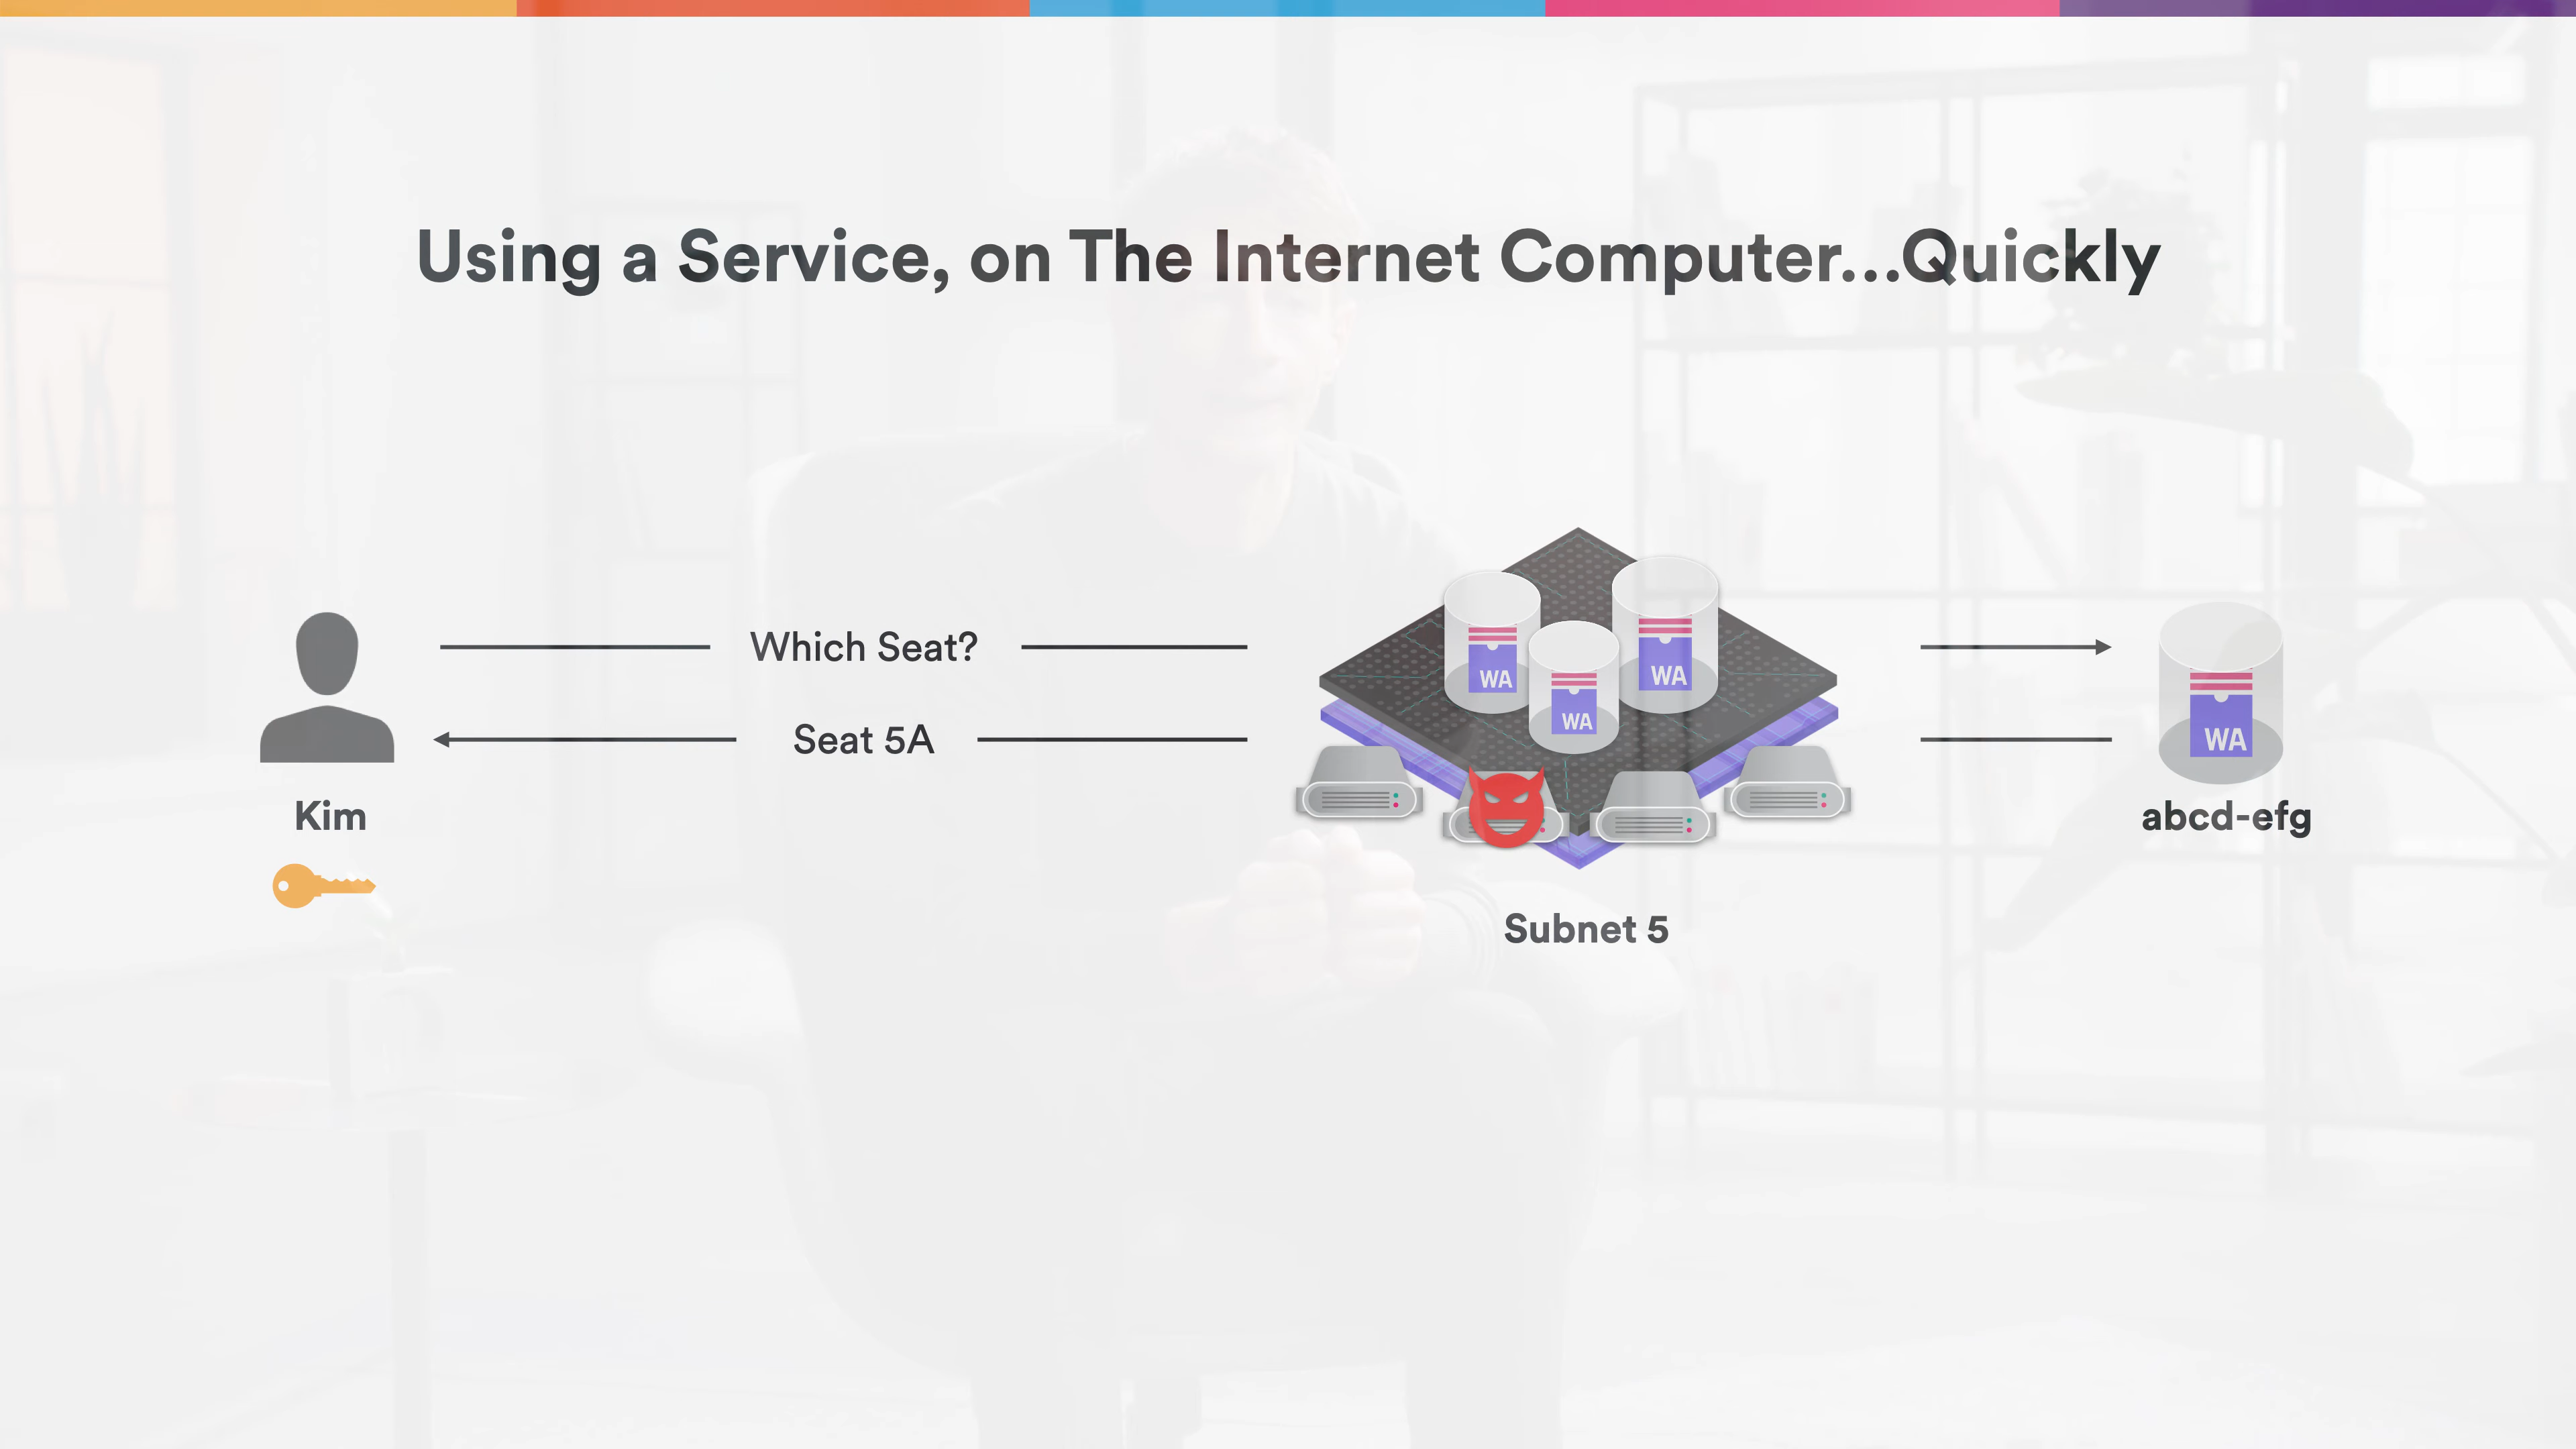 Using a Service, on The Internet Computer...Quickly
Which Seat?
Seat 5A
Kim
WA
WA
WA
WA
abcd-efg
Subnet 5